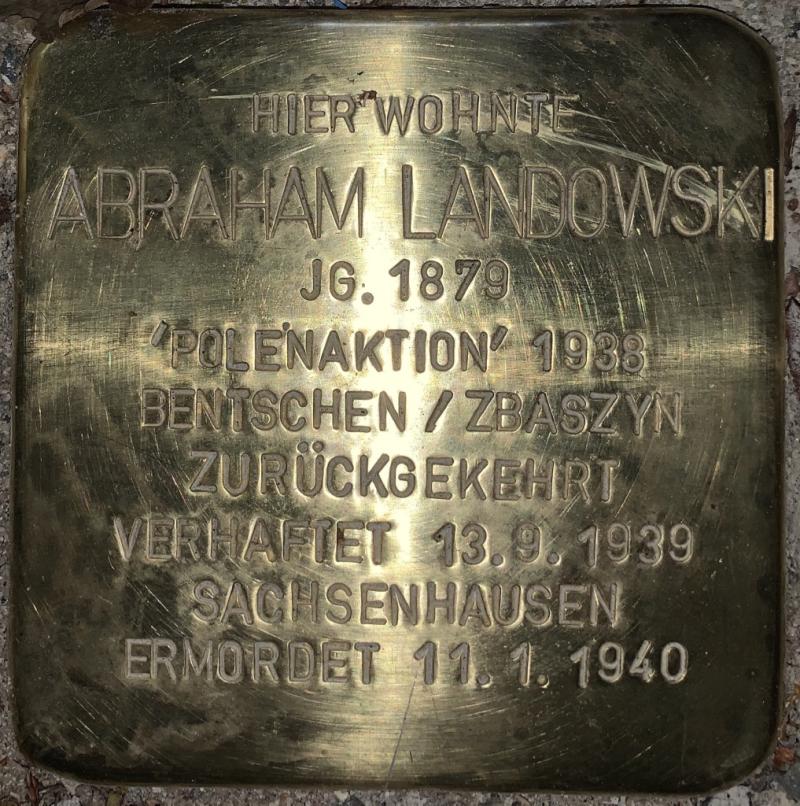 HIER WOHNTE
ABRAHAM LANDOWSKI
JG. 1879
'POLENAKTION' 1938
BENTSCHEN / ZBASZYN
ZURÜCKGEKEHRT
VERHAFTET 13.9.1939
SACHSENHAUSEN
ERMORDET 11.1.1940